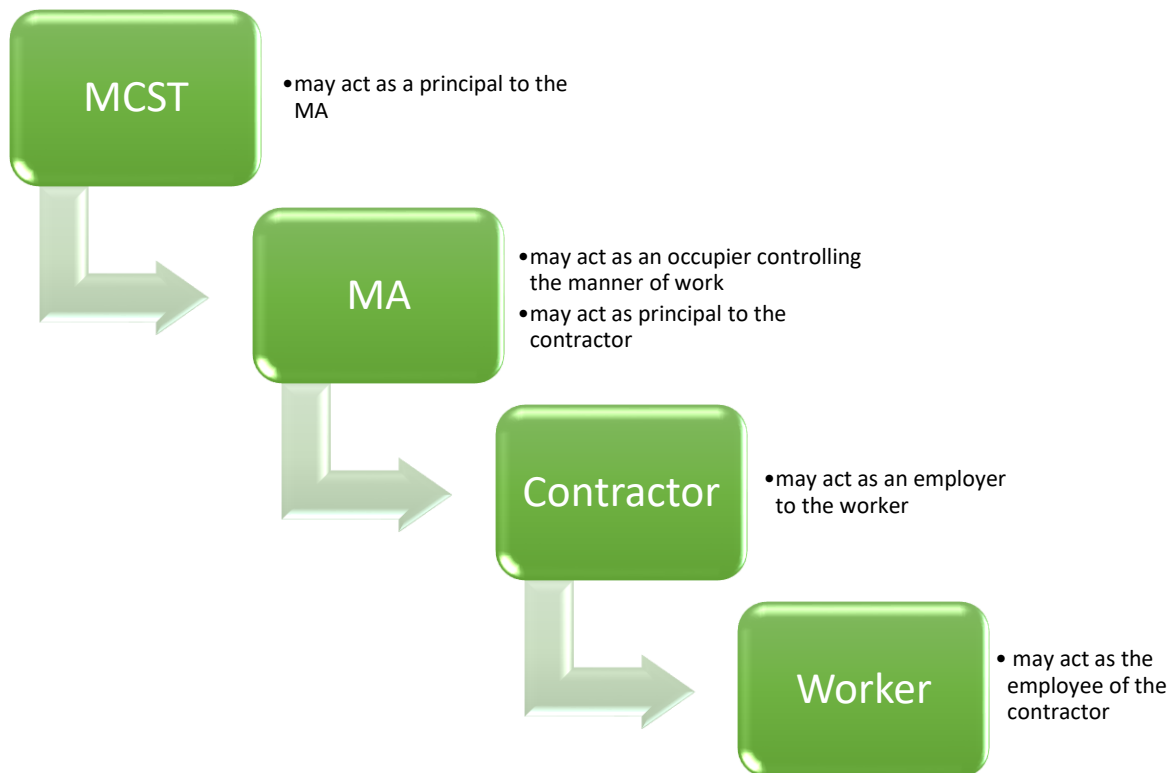 MCST
•may act as a principal to the
MA
MA
•may act as an occupier controlling
the manner of work
•may act as principal to the
contractor
Contractor
•may act as an employer
to the worker
Worker
• may act as the
employee of the
contractor